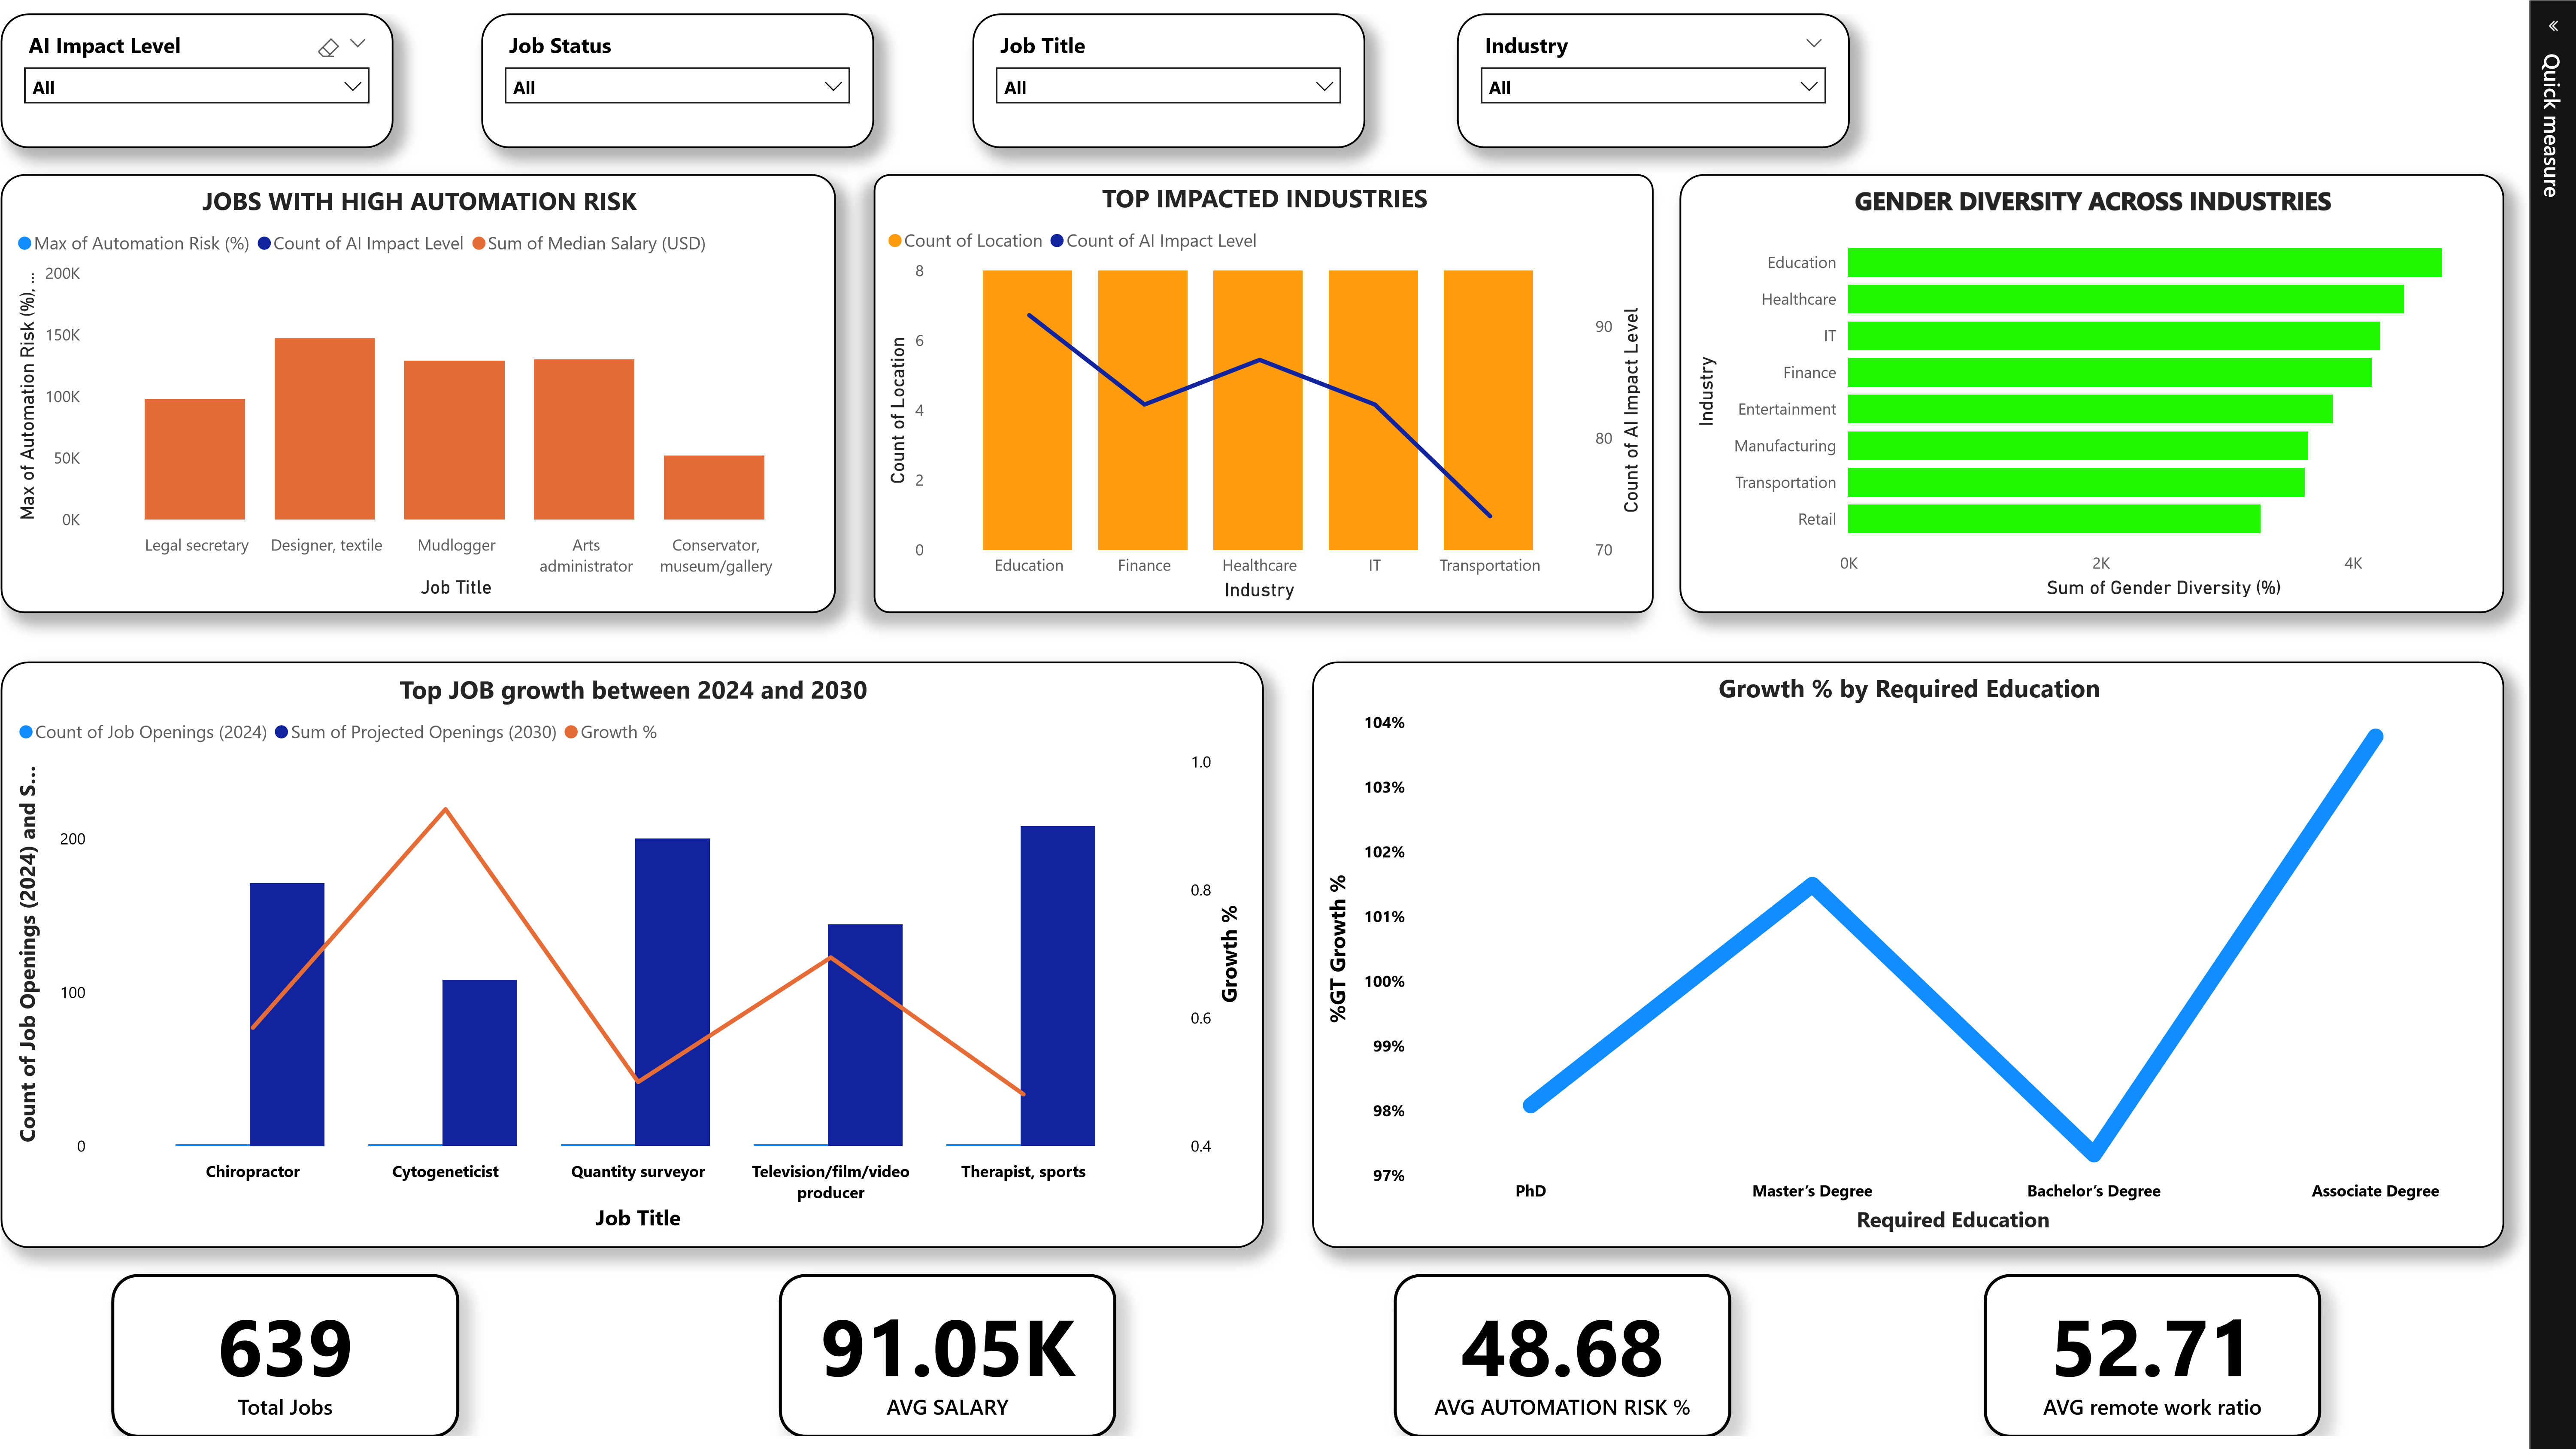 AI Impact Level
All
Job Status
All
Job Title
All
Industry
All
«
Quick measure
JOBS WITH HIGH AUTOMATION RISK
Max of Automation Risk (%) Count of AI Impact Level Sum of Median Salary (USD)
Max of Automation Risk (%), ...
200K
150K
100K
50K
0K
Legal secretary
Designer, textile
Mudlogger
Arts
administrator
Conservator,
museum/gallery
Job Title
TOP IMPACTED INDUSTRIES
Count of Location Count of AI Impact Level
Count of Location
8
6
4
2
0
90
80
70
Count of AI Impact Level
Education
Finance
Healthcare
IT
Transportation
Industry
GENDER DIVERSITY ACROSS INDUSTRIES
Industry
Education
Healthcare
IT
Finance
Entertainment
Manufacturing
Transportation
Retail
0K
2K
4K
Sum of Gender Diversity (%)
Top JOB growth between 2024 and 2030
Count of Job Openings (2024) Sum of Projected Openings (2030) Growth %
Count of Job Openings (2024) and S...
200
100
0
1.0
0.8
0.6
0.4
Growth %
Chiropractor
Cytogeneticist
Quantity surveyor
Television/film/video
producer
Therapist, sports
Job Title
Growth % by Required Education
%GT Growth %
104%
103%
102%
101%
100%
99%
98%
97%
PhD
Master’s Degree
Bachelor’s Degree
Associate Degree
Required Education
639
Total Jobs
91.05K
AVG SALARY
48.68
AVG AUTOMATION RISK %
52.71
AVG remote work ratio